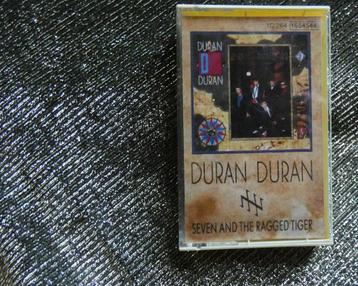 DURAN
D
DURAN
DURAN DURAN
SEVEN AND THE RAGGED TIGER